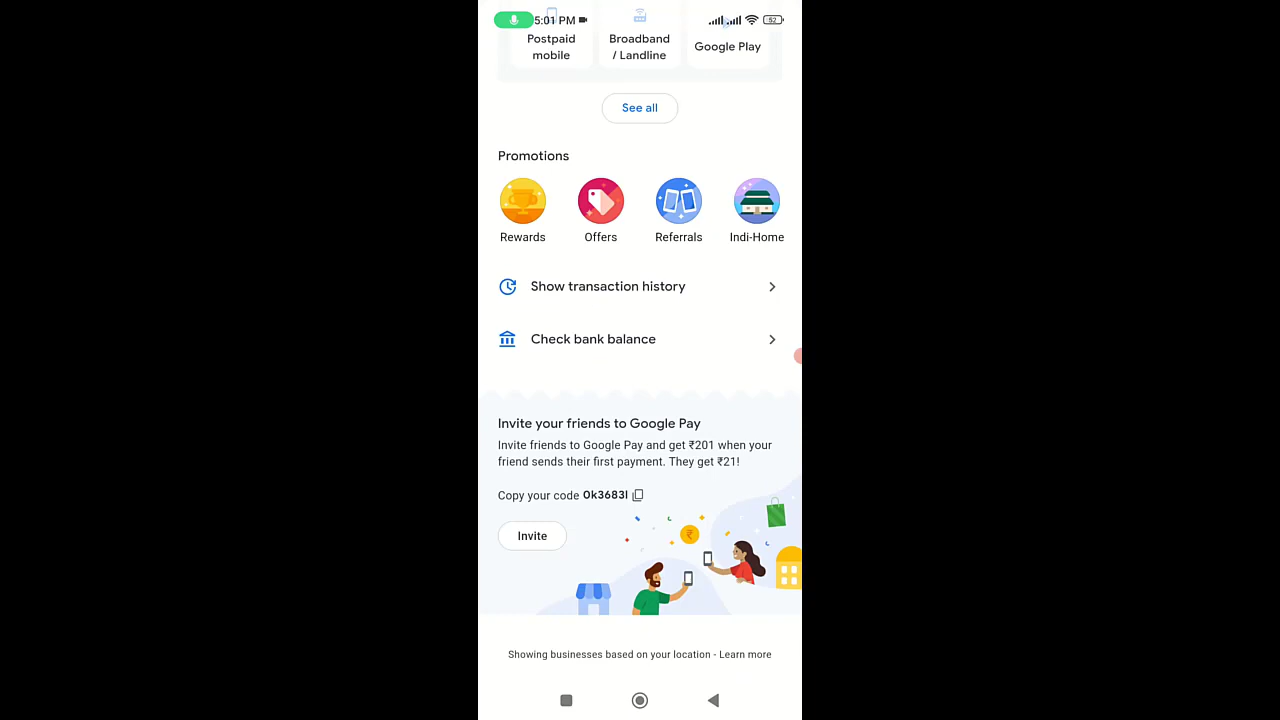 5:01 PM
52
Postpaid mobile
Broadband / Landline
Google Play
See all
Promotions
Rewards
Offers
Referrals
Indi-Home
Show transaction history
Check bank balance
Invite your friends to Google Pay
Invite friends to Google Pay and get ₹201 when your
friend sends their first payment. They get ₹21!
Copy your code 0k3683l
Invite
Showing businesses based on your location - Learn more